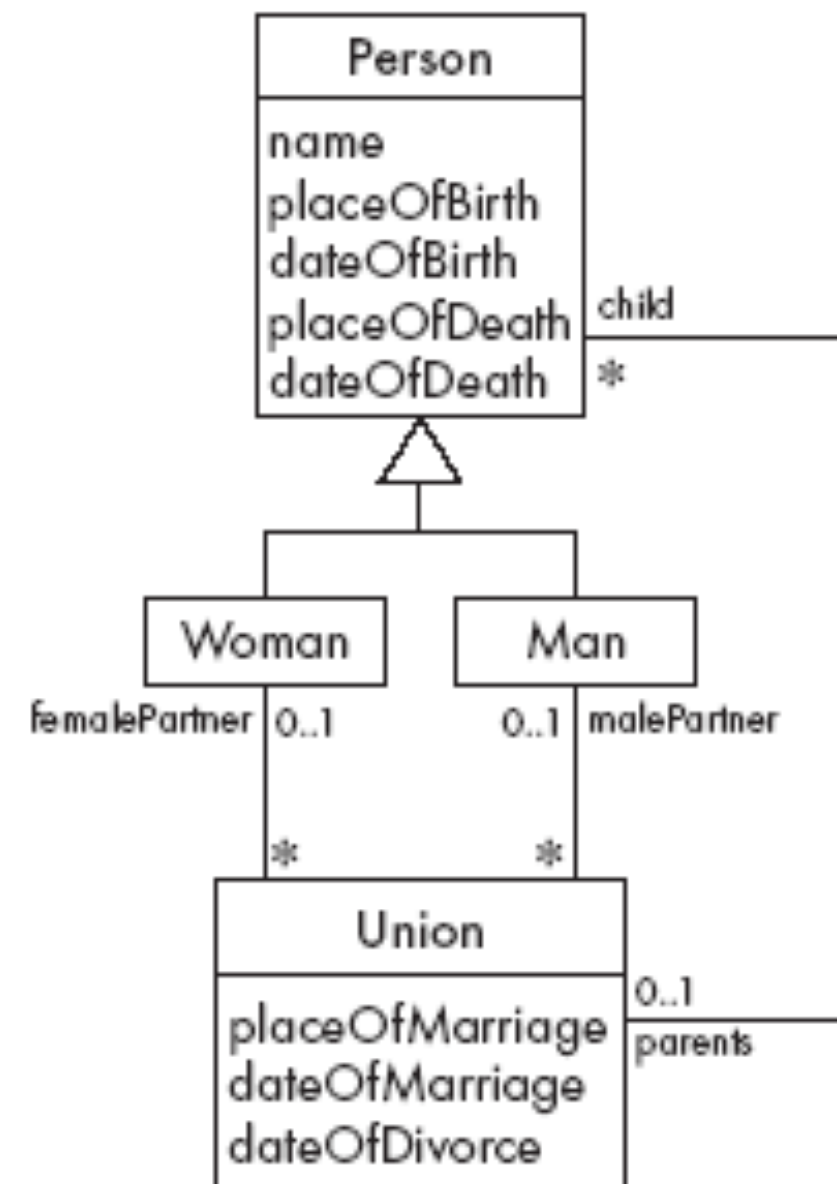 Person
name
placeOfBirth
dateOfBirth
placeOfDeath
dateOfDeath
child
*
Woman
Man
femalePartner 0..1
0..1 malePartner
*
*
Union
placeOfMarriage
dateOfMarriage
dateOfDivorce
0..1
parents